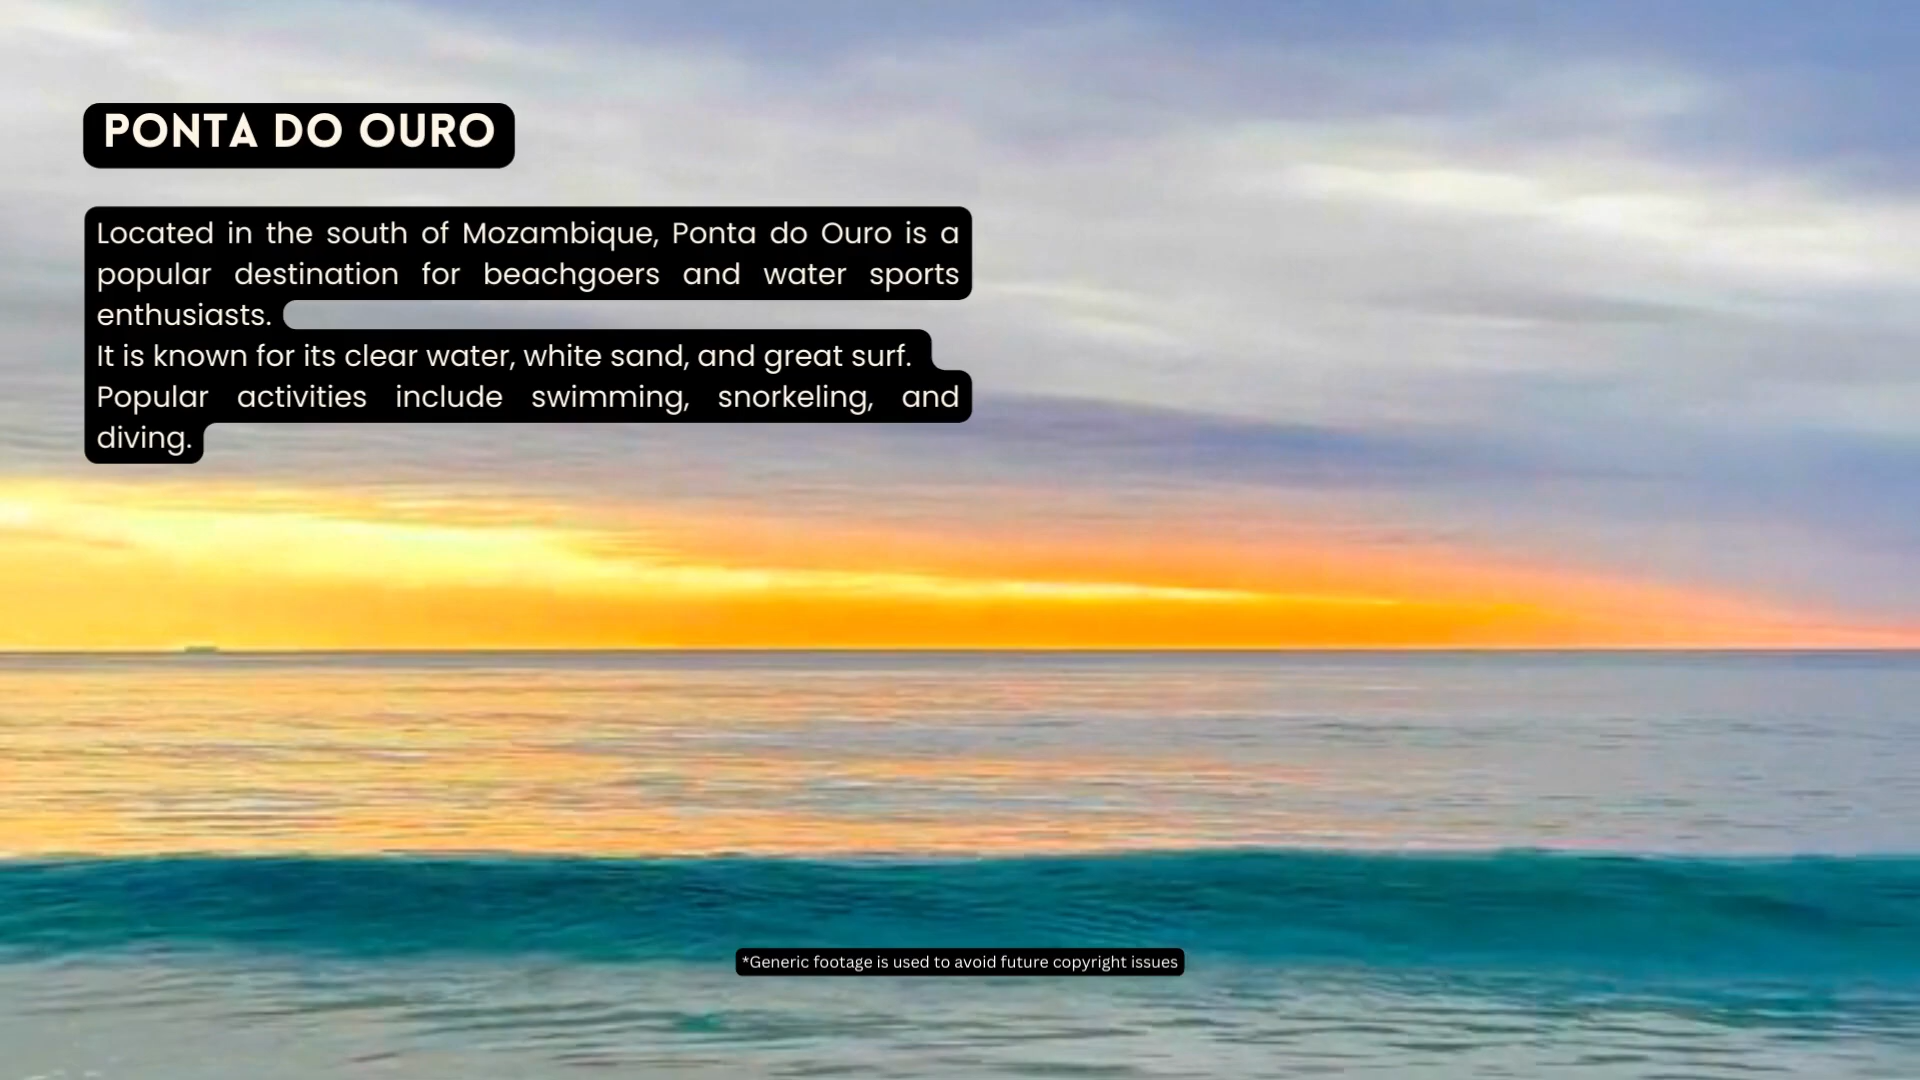 PONTA DO OURO
Located in the south of Mozambique, Ponta do Ouro is a
popular destination for beachgoers and water sports
enthusiasts.
It is known for its clear water, white sand, and great surf.
Popular activities include swimming, snorkeling, and
diving.
*Generic footage is used to avoid future copyright issues